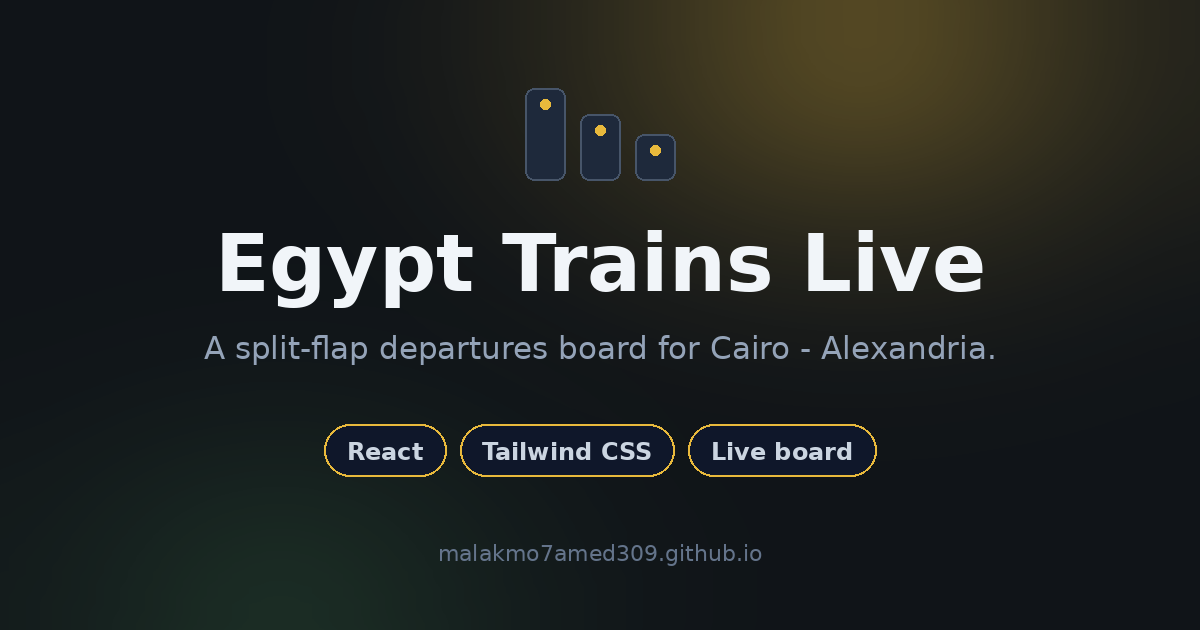 Egypt Trains Live
A split-flap departures board for Cairo - Alexandria.
React Tailwind CSS Live board
malakmo7amed309.github.io